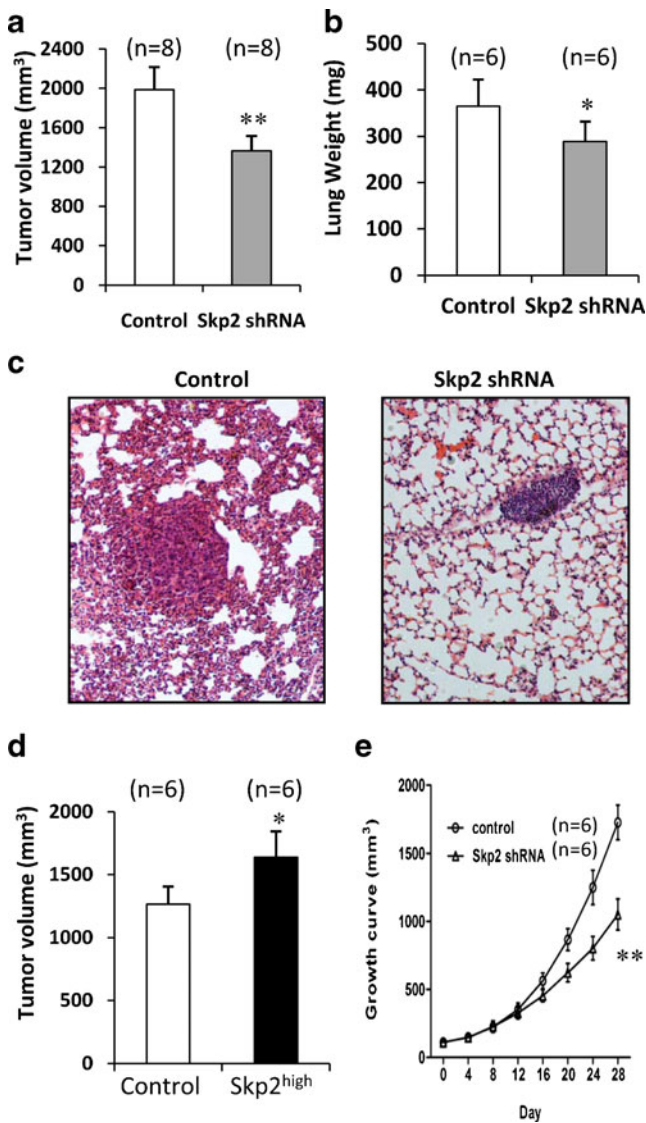 a
(n=8) (n=8)
2400
2000
1600
1200
800
400
0
Tumor volume (mm³)
**
Control Skp2 shRNA
b
(n=6) (n=6)
500
400
300
200
100
0
Lung Weight (mg)
*
Control Skp2 shRNA
c
Control Skp2 shRNA
d
(n=6) (n=6)
2000
1500
1000
500
0
Tumor volume (mm³)
*
Control Skp2ʰⁱᵍʰ
e
2000
1500
1000
500
0
Growth curve (mm³)
control (n=6)
Skp2 shRNA (n=6)
**
0 4 8 12 16 20 24 28
Day